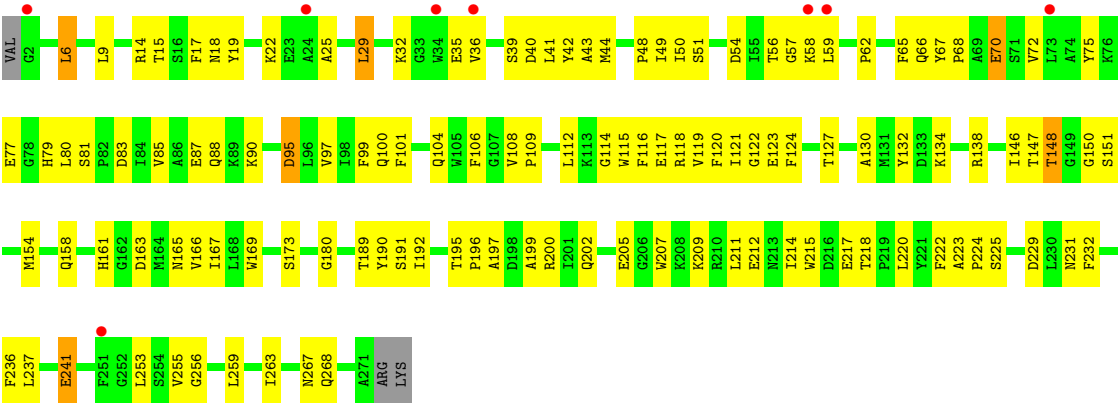 VAL G2 L6 L9 R14 T15 S16 F17 N18 Y19 K22 E23 A24 A25 L29 K32 G33 W34 E35 V36 S39 D40 L41 Y42 A43 M44 P48 I49 I50 S51 D54 I55 T56 G57 K58 L59 P62 F65 Q66 Y67 P68 A69 E70 S71 V72 L73 A74 Y75 K76
E77 G78 H79 L80 S81 P82 D83 I84 V85 A86 E87 Q88 K89 K90 D95 L96 V97 I98 F99 Q100 F101 Q104 W105 F106 G107 V108 P109 L112 K113 G114 W115 F116 E117 R118 V119 F120 I121 G122 E123 F124 T127 A130 M131 Y132 D133 K134 R138 I146 T147 T148 G149 G150 S151
M154 Q158 H161 G162 D163 M164 N165 V166 I167 L168 W169 S173 G180 T189 Y190 S191 I192 T195 P196 A197 D198 A199 R200 I201 Q202 E205 G206 W207 K208 K209 R210 L211 E212 N213 I214 W215 D216 E217 T218 P219 L220 Y221 F222 A223 P224 S225 D229 L230 N231 F232
F236 L237 E241 F251 G252 L253 S254 V255 G256 L259 I263 N267 Q268 A271 ARG LYS